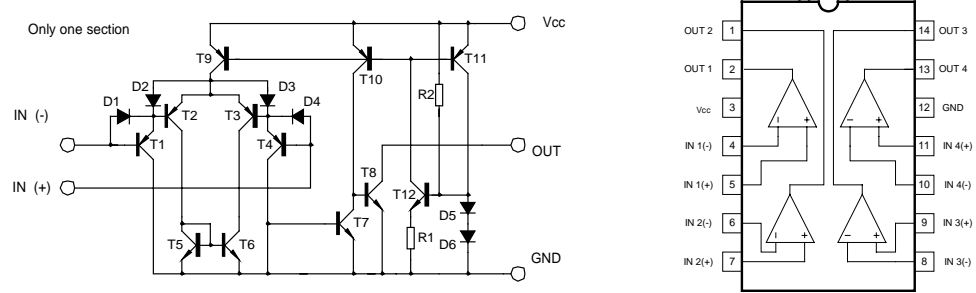 Only one section
Vcc
T9
T10
T11
R2
D2
D3
D1
D4
T2
T3
IN (-)
T1
T4
OUT
IN (+)
T8
T12
D5
T7
T5
T6
R1
D6
GND
OUT 2 1
14 OUT 3
OUT 1 2
13 OUT 4
Vcc 3
12 GND
IN 1(-) 4
11 IN 4(+)
IN 1(+) 5
10 IN 4(-)
IN 2(-) 6
9 IN 3(+)
IN 2(+) 7
8 IN 3(-)